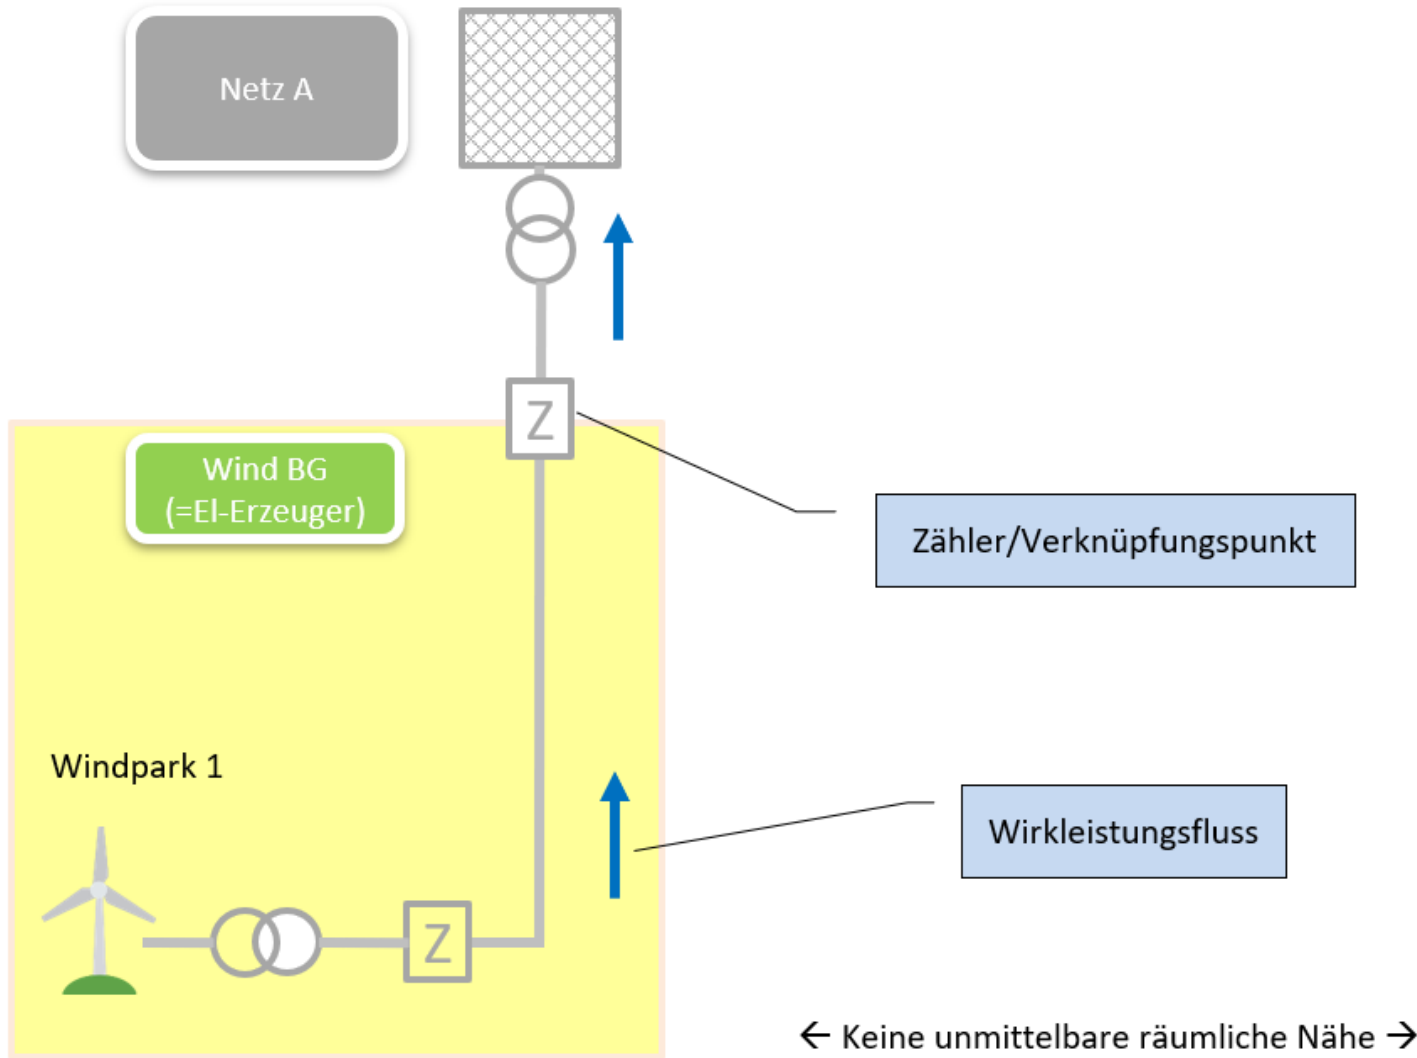 Netz A
Z
Wind BG
(=El-Erzeuger)
Zähler/Verknüpfungspunkt
Windpark 1
Wirkleistungsfluss
Z
← Keine unmittelbare räumliche Nähe →